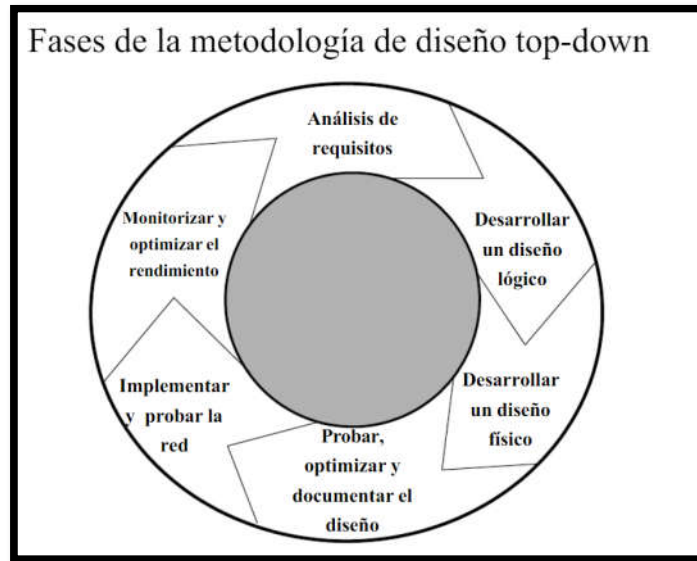 Fases de la metodología de diseño top-down
Análisis de
requisitos
Desarrollar
un diseño
lógico
Desarrollar
un diseño
físico
Probar,
optimizar y
documentar el
diseño
Implementar
y probar la
red
Monitorizar y
optimizar el
rendimiento